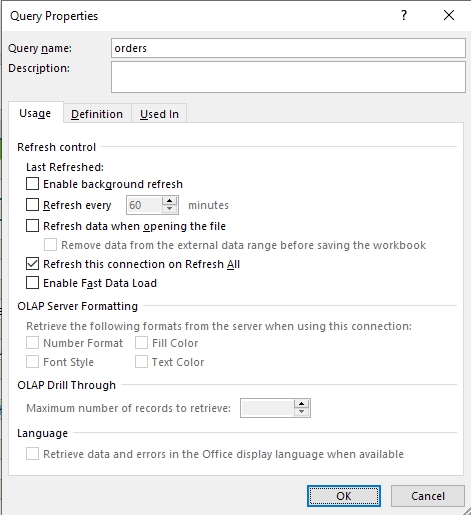 Query Properties ? ×
Query name: orders
Description:
Usage Definition Used In
Refresh control
Last Refreshed:
Enable background refresh
Refresh every 60 minutes
Refresh data when opening the file
Remove data from the external data range before saving the workbook
Refresh this connection on Refresh All
Enable Fast Data Load
OLAP Server Formatting
Retrieve the following formats from the server when using this connection:
Number Format Fill Color
Font Style Text Color
OLAP Drill Through
Maximum number of records to retrieve:
Language
Retrieve data and errors in the Office display language when available
OK Cancel